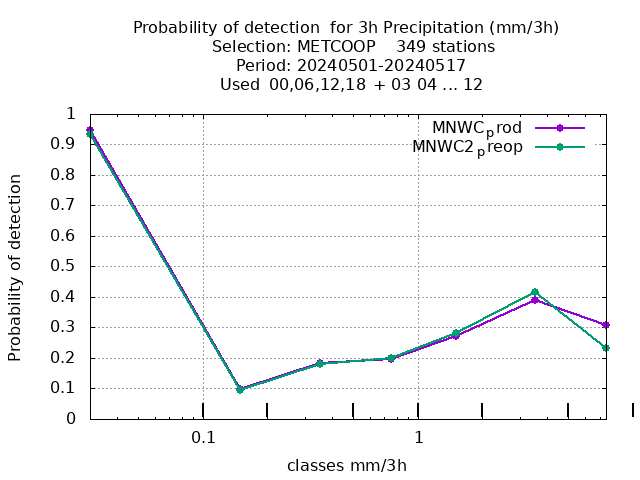 Probability of detection  for 3h Precipitation (mm/3h)
Selection: METCOOP    349 stations
Period: 20240501-20240517
Used  00,06,12,18  + 03 04 ... 12
MNWCprod
MNWC2preop
1
0.9
0.8
0.7
0.6
0.5
0.4
0.3
0.2
0.1
0
Probability of detection
0.1
1
classes mm/3h